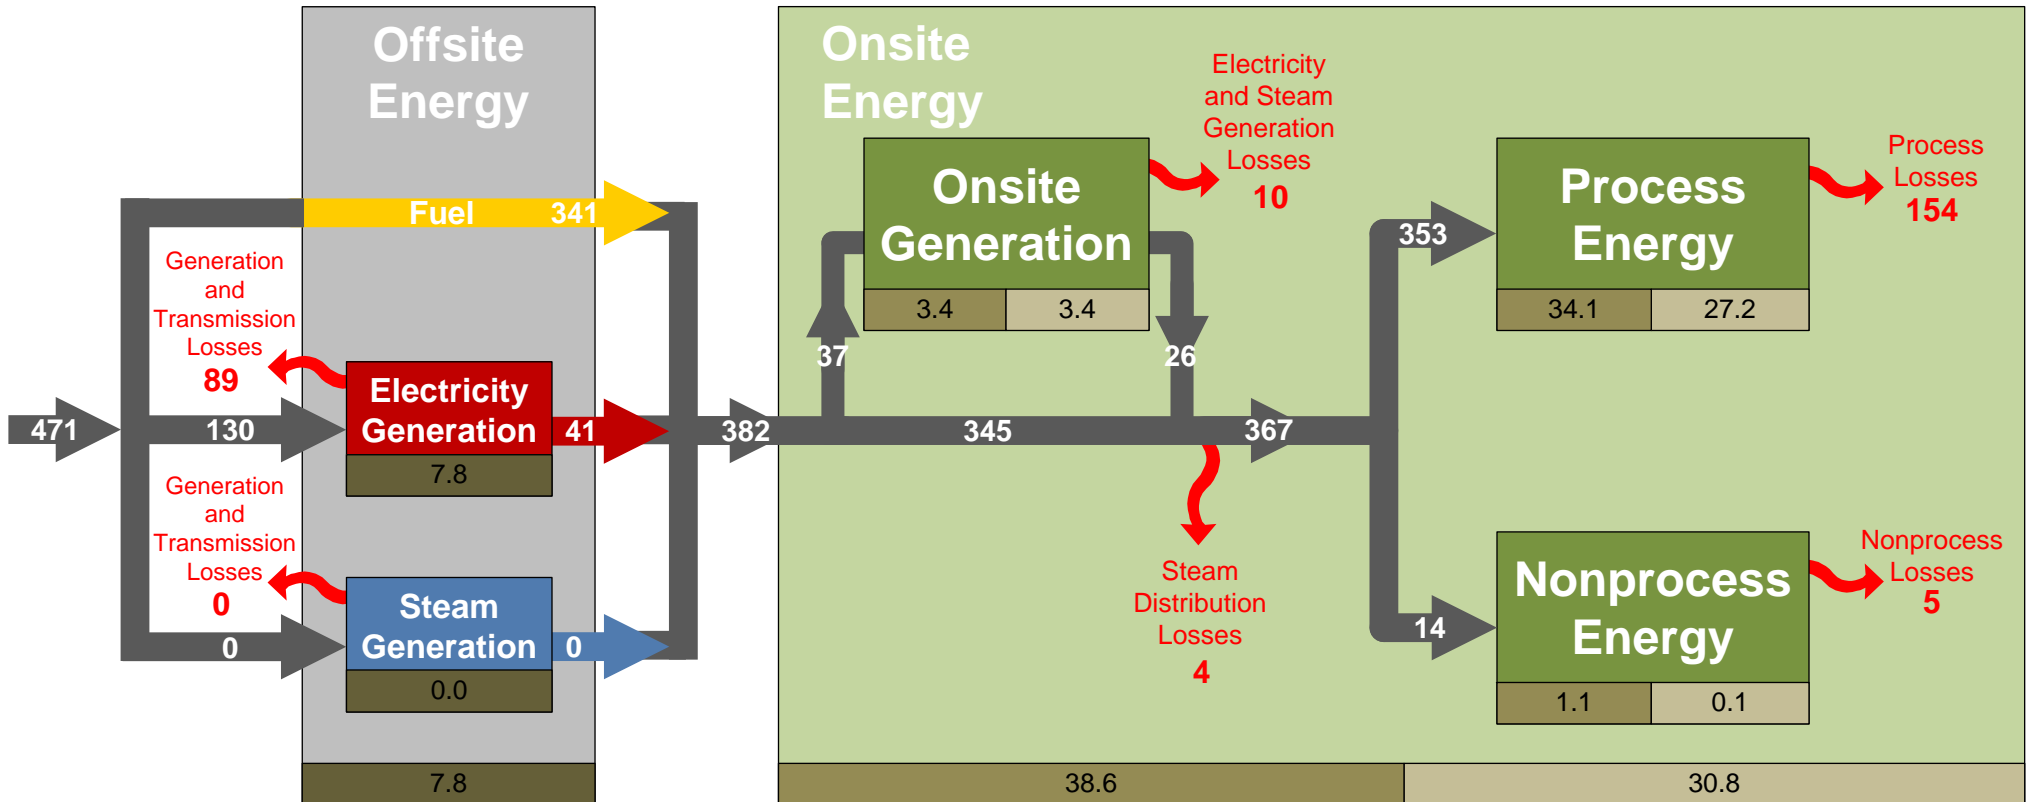 Offsite
Energy
Onsite
Energy
Electricity
and Steam
Generation
Losses
10
Process
Losses
154
Onsite
Generation
3.4
3.4
Process
Energy
34.1
27.2
Fuel
341
353
Generation
and
Transmission
Losses
89
37
26
Electricity
Generation
7.8
471
130
41
382
345
367
Generation
and
Transmission
Losses
0
Steam
Generation
0.0
0
0
Steam
Distribution
Losses
4
14
Nonprocess
Energy
1.1
0.1
Nonprocess
Losses
5
7.8
38.6
30.8